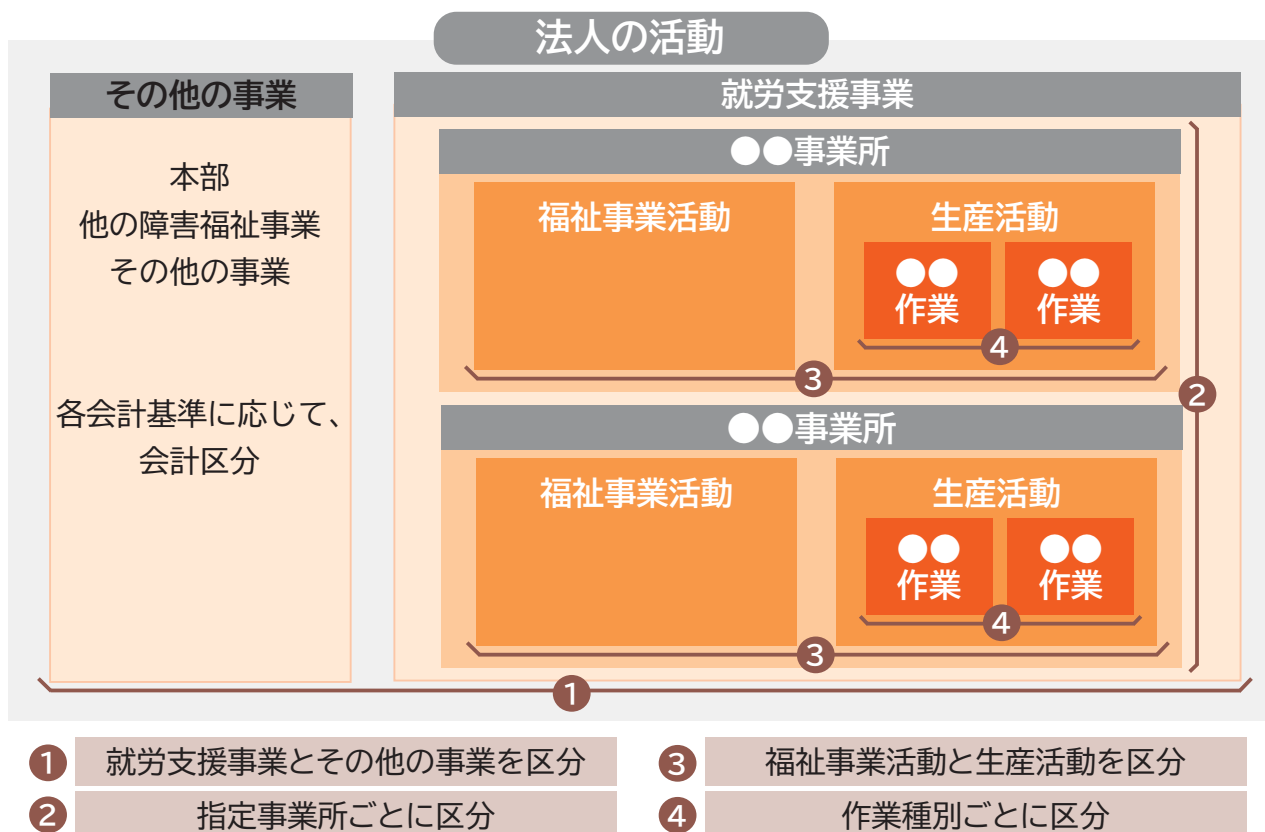 法人の活動
その他の事業
本部
他の障害福祉事業
その他の事業
各会計基準に応じて、
会計区分
就労支援事業
●●事業所
福祉事業活動
生産活動
●●
作業
●●
作業
4
3
●●事業所
福祉事業活動
生産活動
●●
作業
●●
作業
4
3
2
1
1 就労支援事業とその他の事業を区分
2 指定事業所ごとに区分
3 福祉事業活動と生産活動を区分
4 作業種別ごとに区分